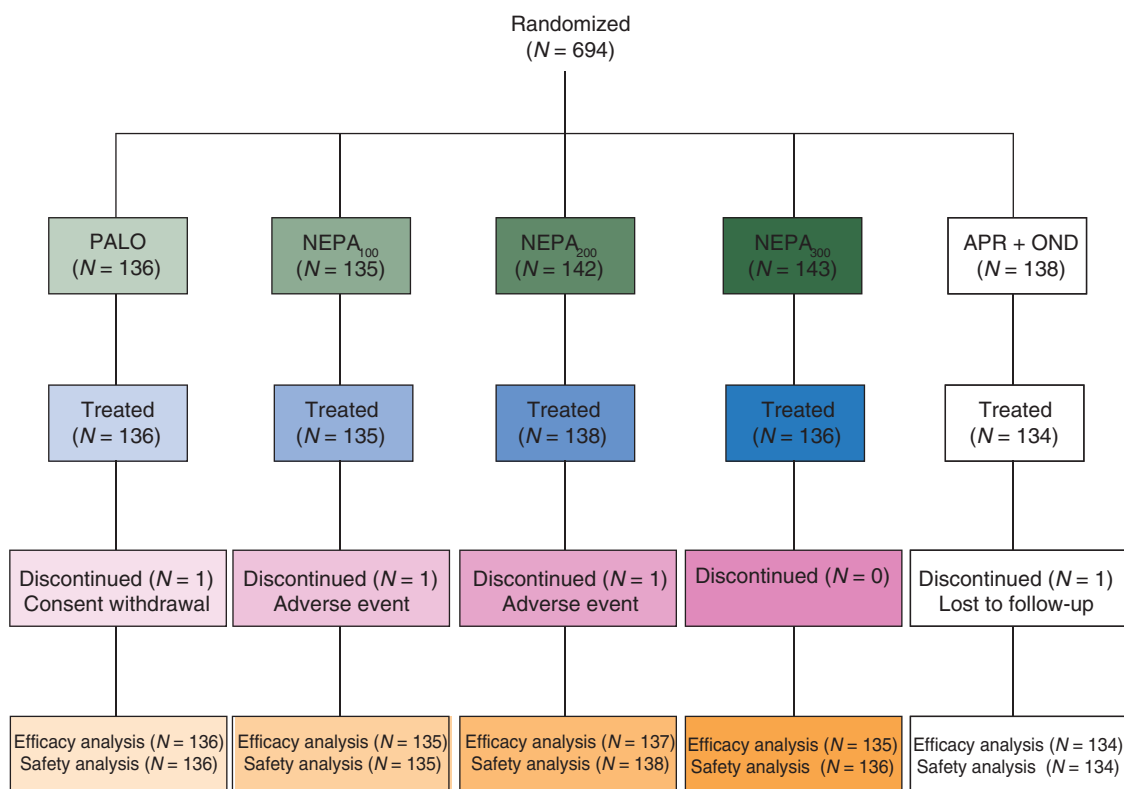 Randomized
(N = 694)
PALO
(N = 136)
NEPA100
(N = 135)
NEPA200
(N = 142)
NEPA300
(N = 143)
APR + OND
(N = 138)
Treated
(N = 136)
Treated
(N = 135)
Treated
(N = 138)
Treated
(N = 136)
Treated
(N = 134)
Discontinued (N = 1)
Consent withdrawal
Discontinued (N = 1)
Adverse event
Discontinued (N = 1)
Adverse event
Discontinued (N = 0)
Discontinued (N = 1)
Lost to follow-up
Efficacy analysis (N = 136)
Safety analysis (N = 136)
Efficacy analysis (N = 135)
Safety analysis (N = 135)
Efficacy analysis (N = 137)
Safety analysis (N = 138)
Efficacy analysis (N = 135)
Safety analysis (N = 136)
Efficacy analysis (N = 134)
Safety analysis (N = 134)